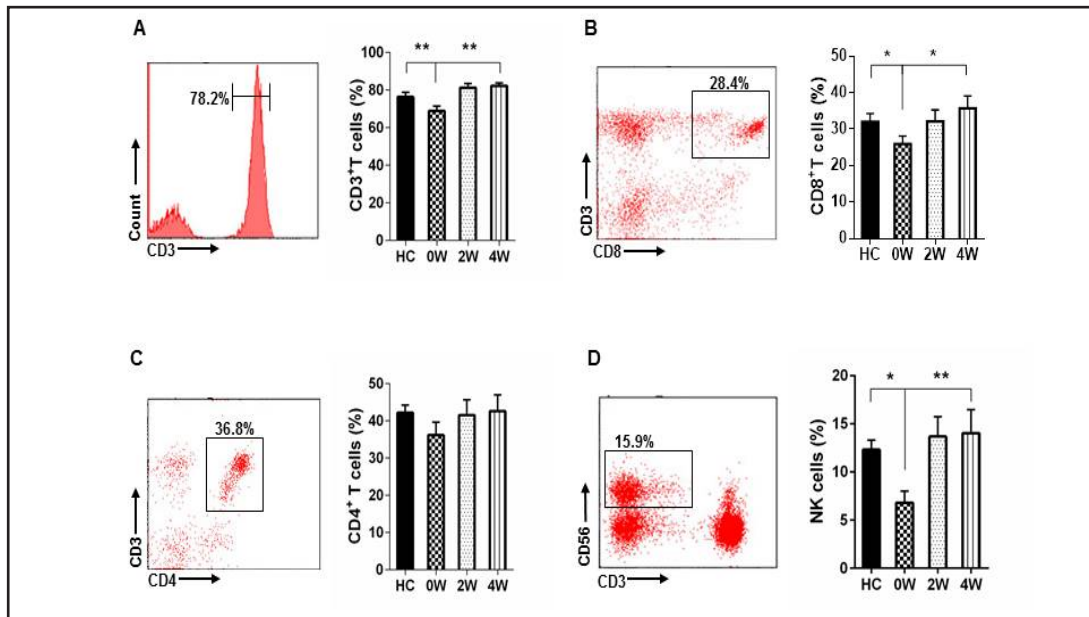 A
78.2%
Count
CD3
CD3+T cells (%)
100
80
60
40
20
0
** **
HC 0W 2W 4W
B
28.4%
CD3
CD8
CD8+T cells (%)
50
40
30
20
10
0
* *
HC 0W 2W 4W
C
36.8%
CD3
CD4
CD4+ T cells (%)
50
40
30
20
10
0
HC 0W 2W 4W
D
15.9%
CD56
CD3
NK cells (%)
20
15
10
5
0
* **
HC 0W 2W 4W